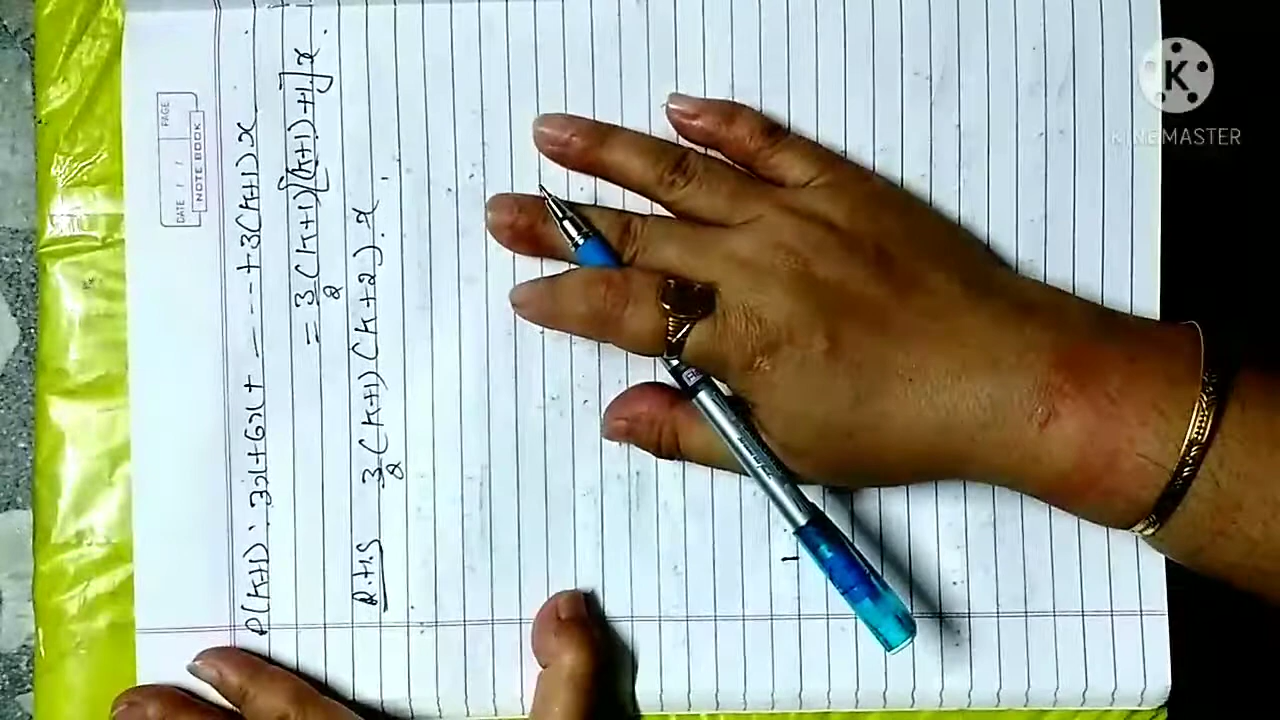 DATE / /
PAGE
NOTE BOOK
P(K+1) : 3x+6x+ - - - +3(K+1)x
= 3/2 (K+1)[(K+1)+1]x.
R.H.S 3/2 (K+1)(K+2).x.
K
KINEMASTER